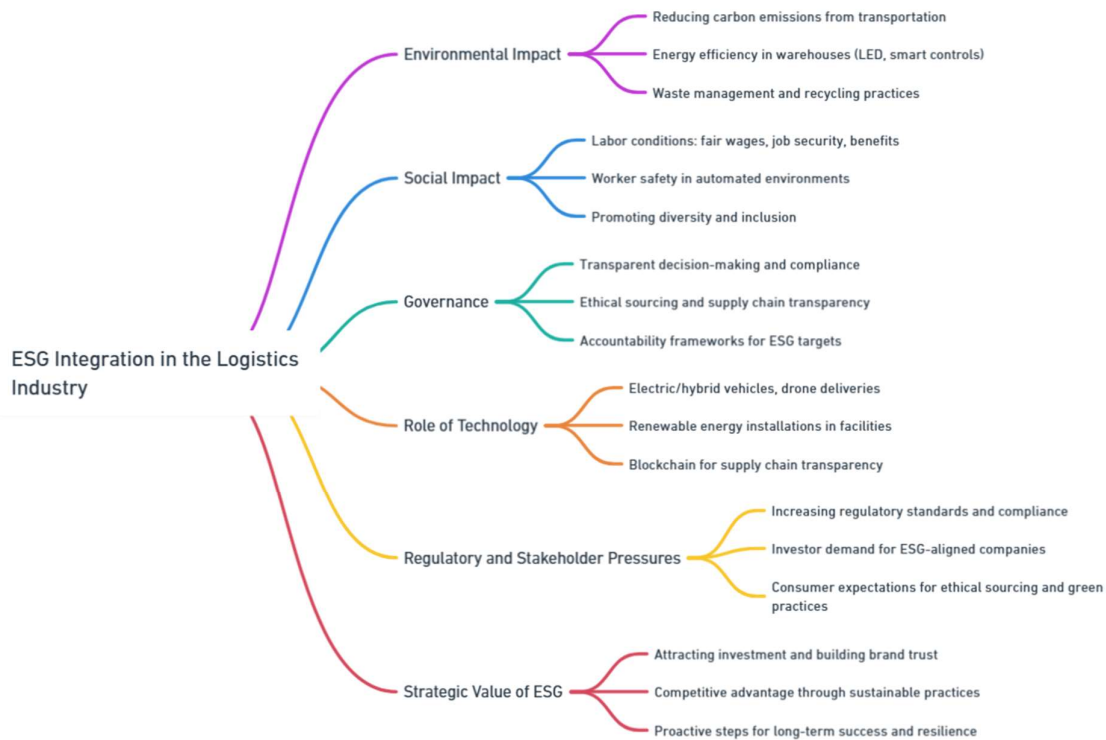 ESG Integration in the Logistics
Industry
Environmental Impact
Reducing carbon emissions from transportation
Energy efficiency in warehouses (LED, smart controls)
Waste management and recycling practices
Social Impact
Labor conditions: fair wages, job security, benefits
Worker safety in automated environments
Promoting diversity and inclusion
Governance
Transparent decision-making and compliance
Ethical sourcing and supply chain transparency
Accountability frameworks for ESG targets
Role of Technology
Electric/hybrid vehicles, drone deliveries
Renewable energy installations in facilities
Blockchain for supply chain transparency
Regulatory and Stakeholder Pressures
Increasing regulatory standards and compliance
Investor demand for ESG-aligned companies
Consumer expectations for ethical sourcing and green
practices
Strategic Value of ESG
Attracting investment and building brand trust
Competitive advantage through sustainable practices
Proactive steps for long-term success and resilience